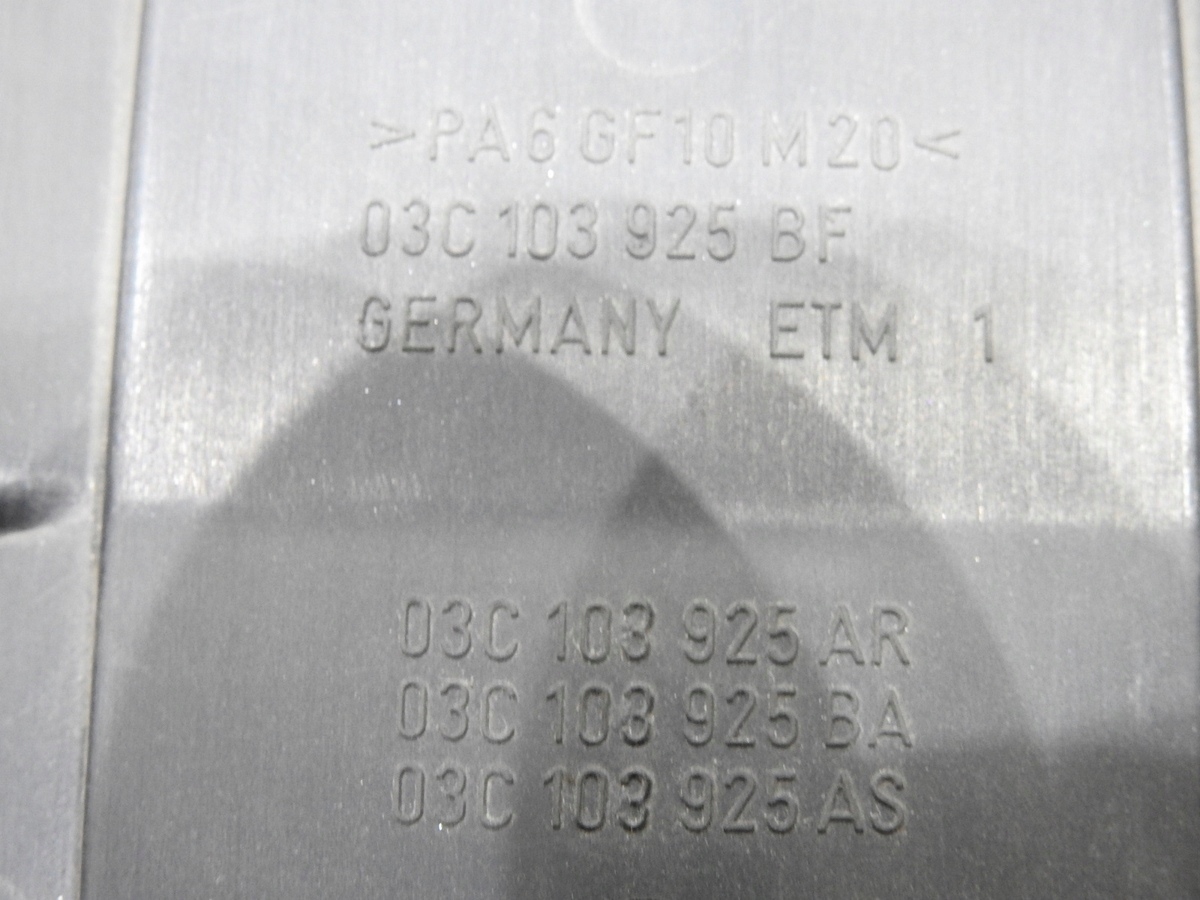 >PA6 GF10 M20<
03C 103 925 BF
GERMANY ETM 1
03C 103 925 AR
03C 103 925 BA
03C 103 925 AS